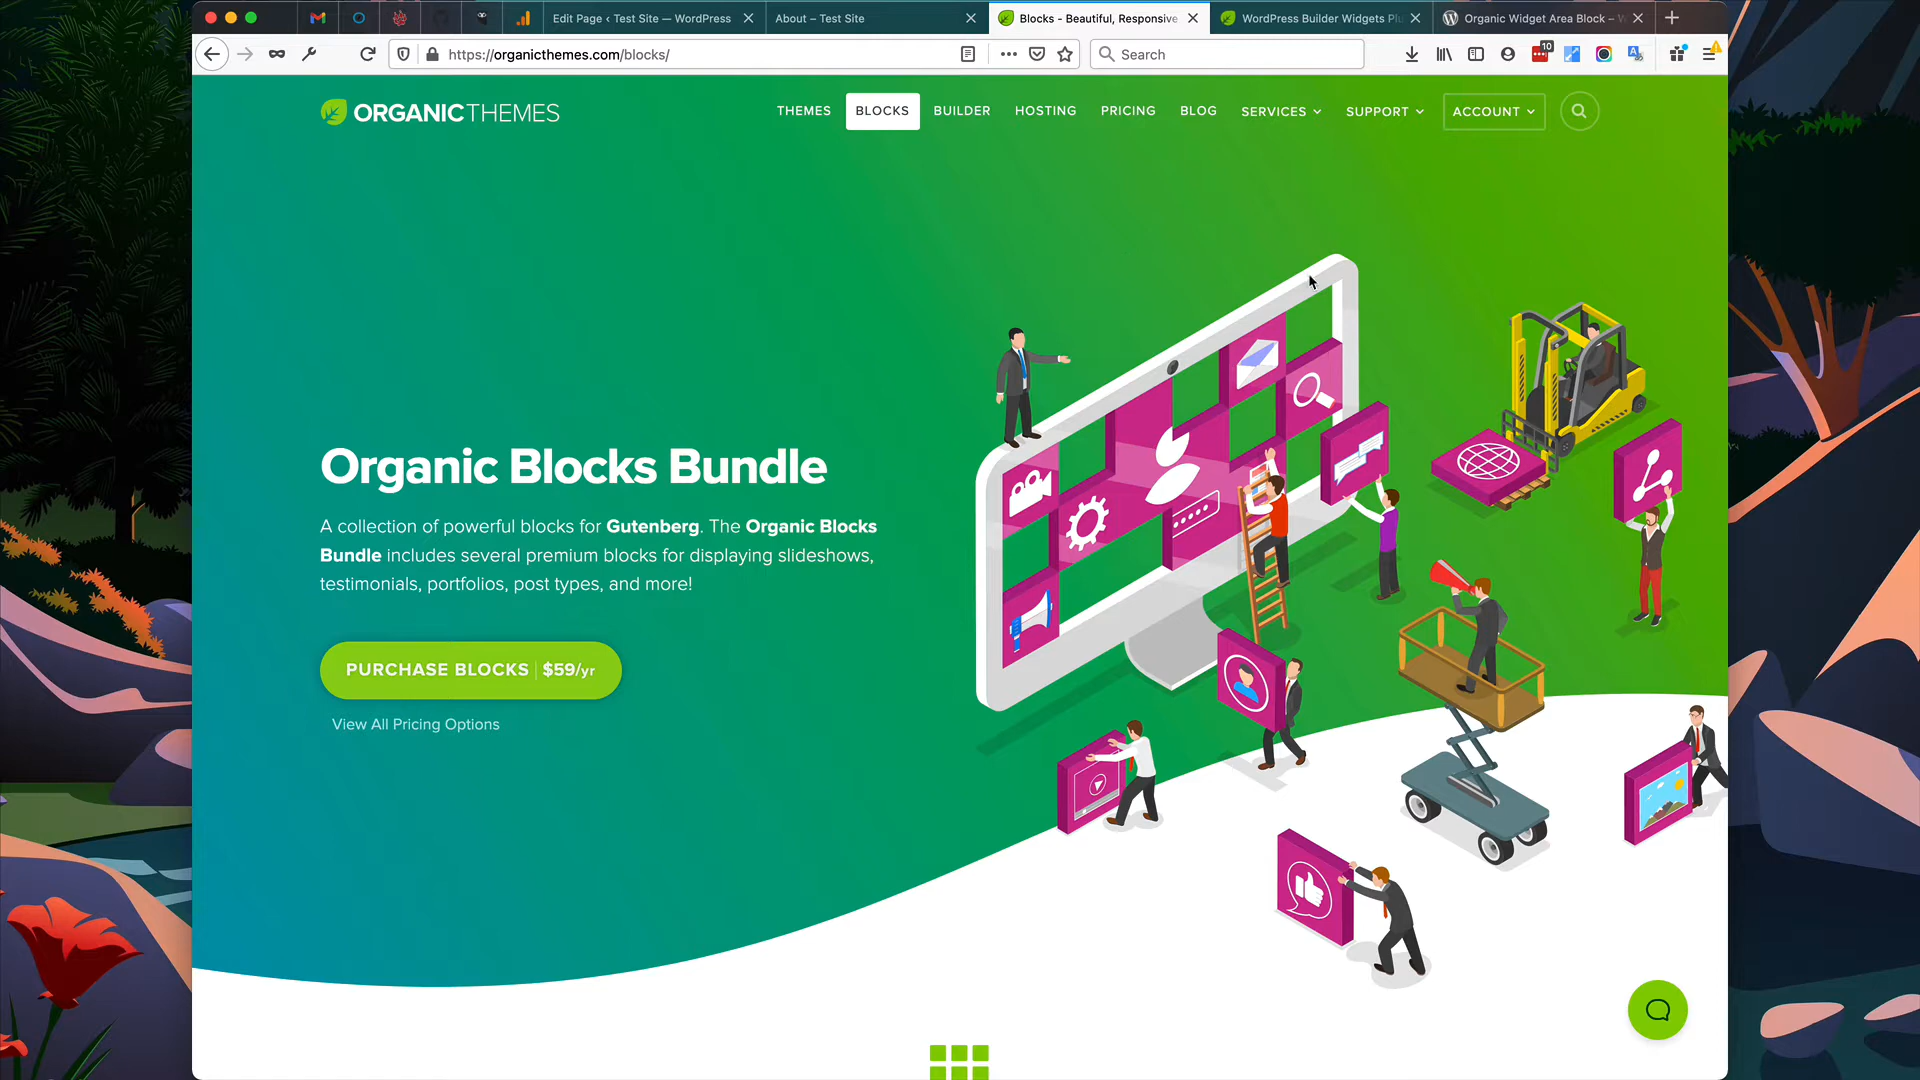 Edit Page ‹ Test Site — WordPress
About – Test Site
Blocks - Beautiful, Responsive
WordPress Builder Widgets Plu
Organic Widget Area Block – W
https://organicthemes.com/blocks/
Search
10
ORGANICTHEMES
THEMES
BLOCKS
BUILDER
HOSTING
PRICING
BLOG
SERVICES
SUPPORT
ACCOUNT
Organic Blocks Bundle
A collection of powerful blocks for Gutenberg. The Organic Blocks
Bundle includes several premium blocks for displaying slideshows,
testimonials, portfolios, post types, and more!
PURCHASE BLOCKS | $59/yr
View All Pricing Options